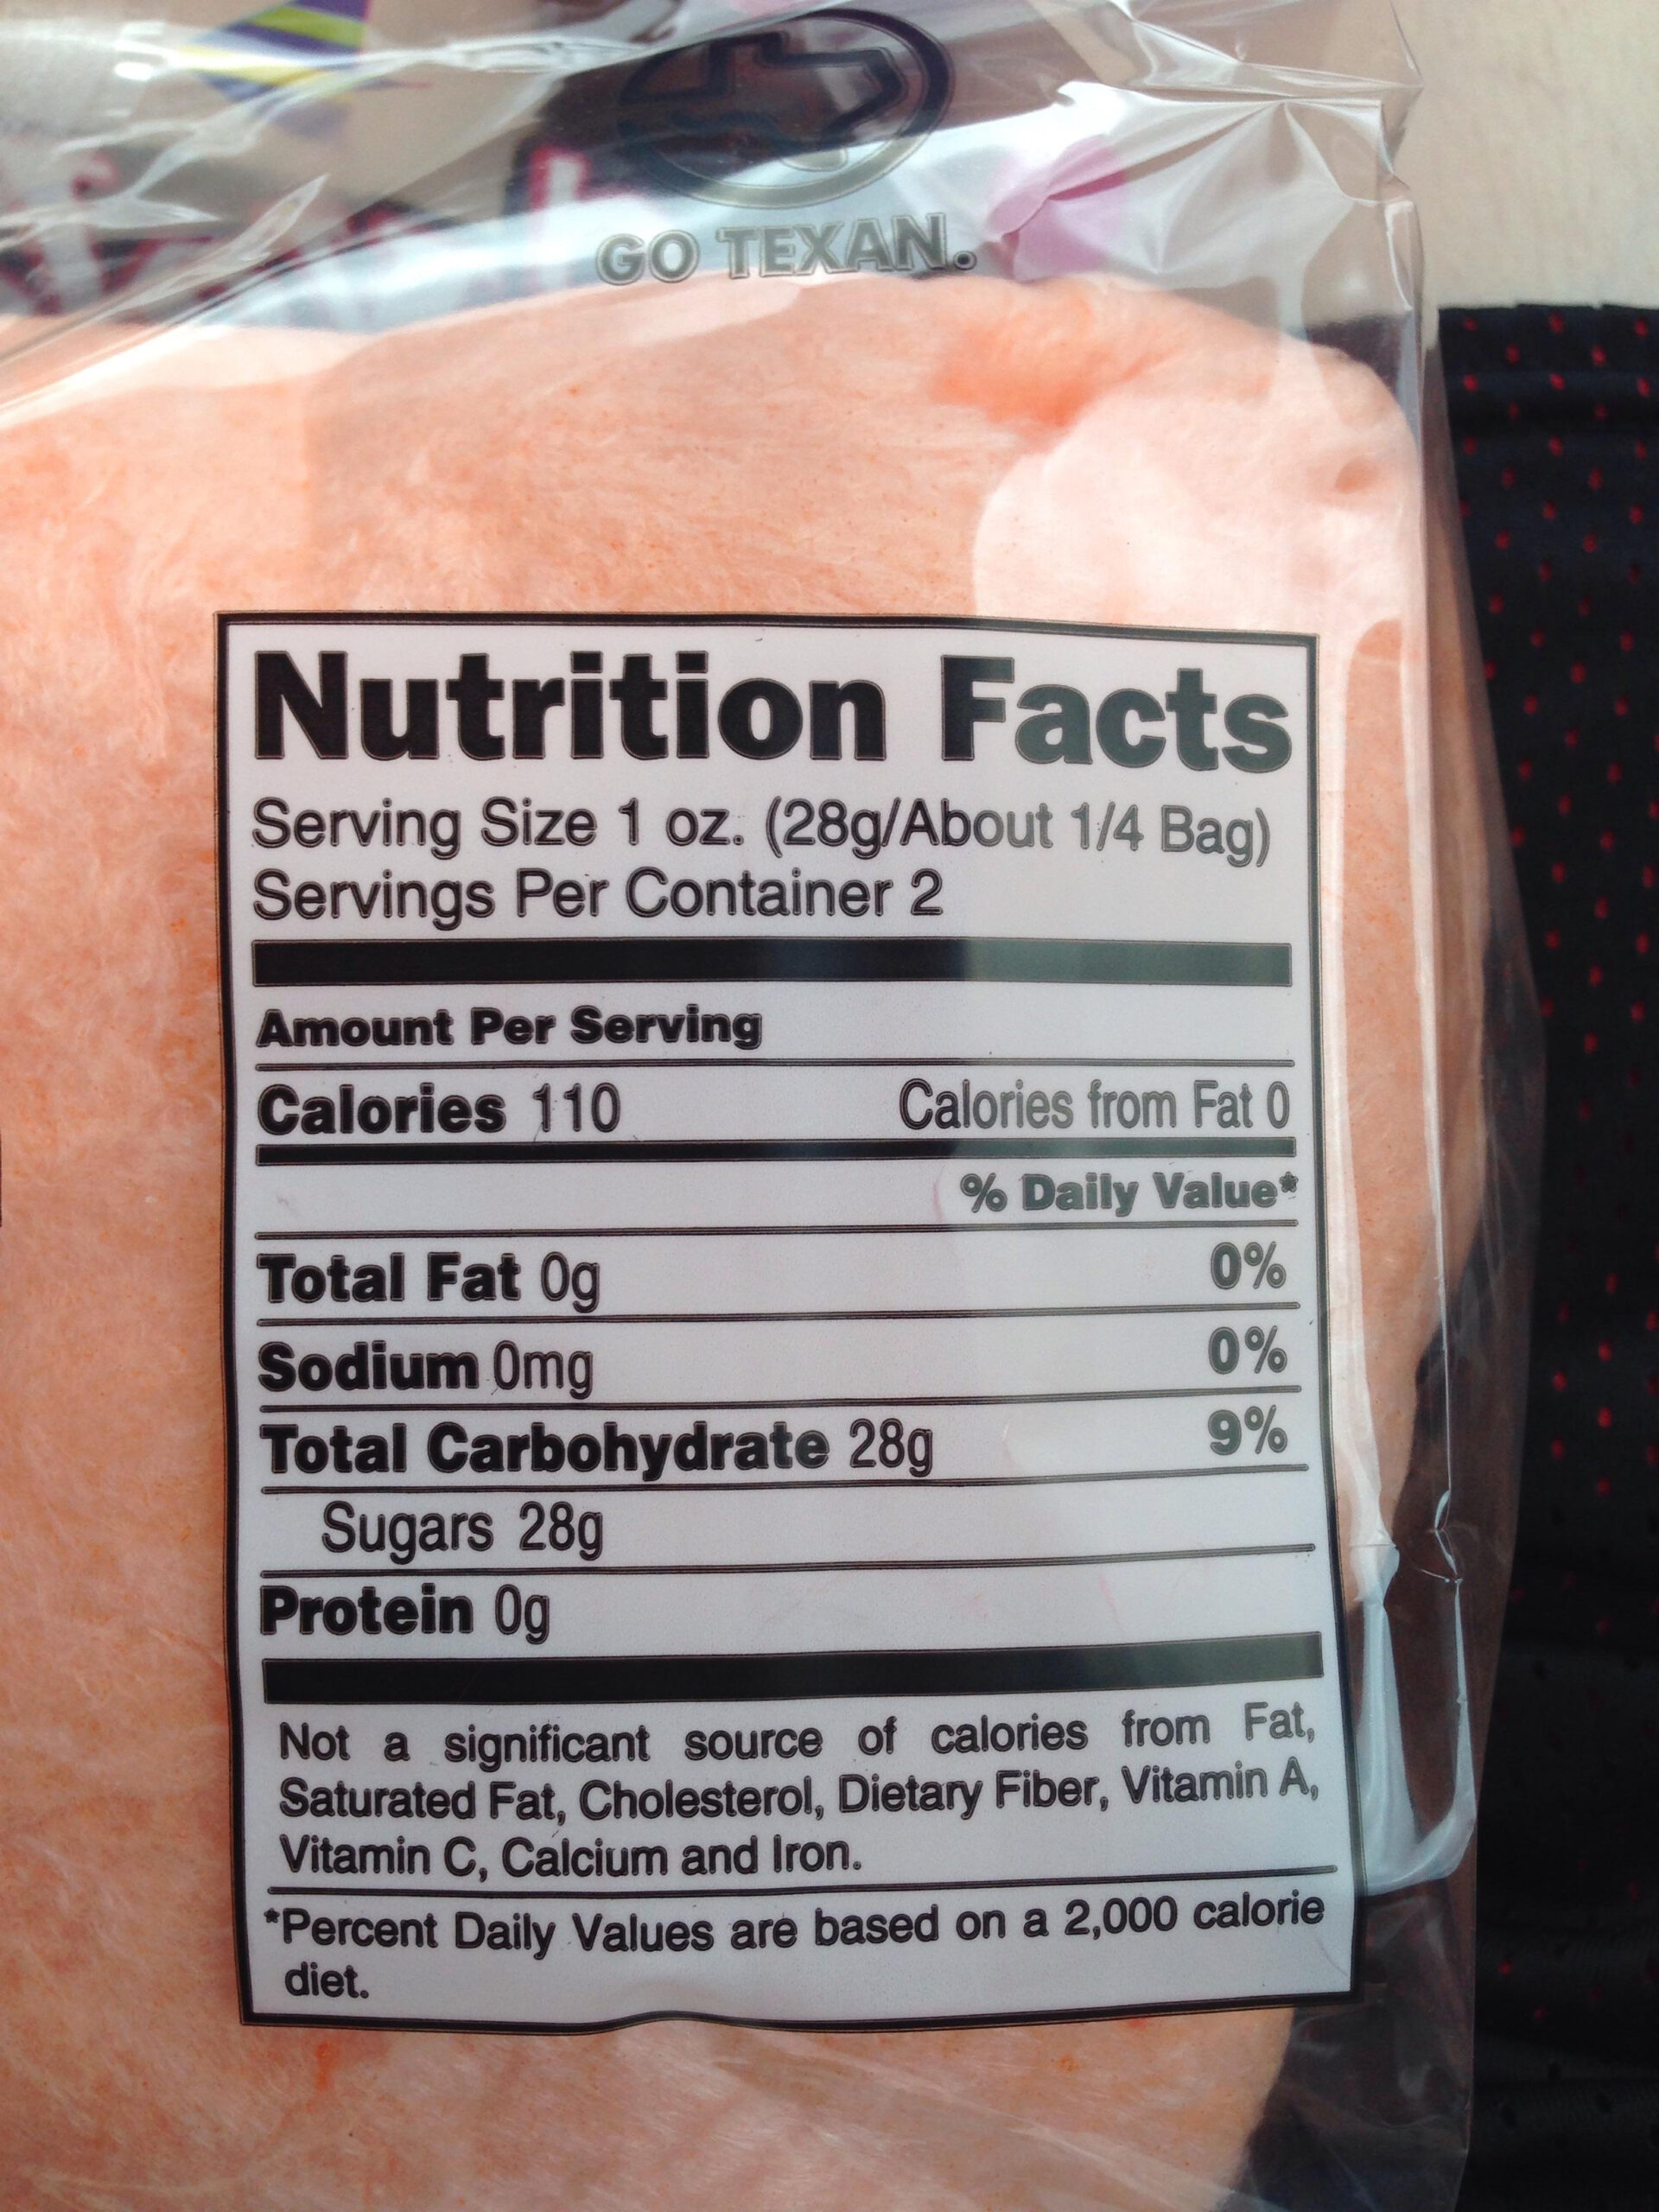 GO TEXAN.
Nutrition Facts
Serving Size 1 oz. (28g/About 1/4 Bag)
Servings Per Container 2
Amount Per Serving
Calories 110 Calories from Fat 0
% Daily Value*
Total Fat 0g 0%
Sodium 0mg 0%
Total Carbohydrate 28g 9%
Sugars 28g
Protein 0g
Not a significant source of calories from Fat,
Saturated Fat, Cholesterol, Dietary Fiber, Vitamin A,
Vitamin C, Calcium and Iron.
*Percent Daily Values are based on a 2,000 calorie
diet.